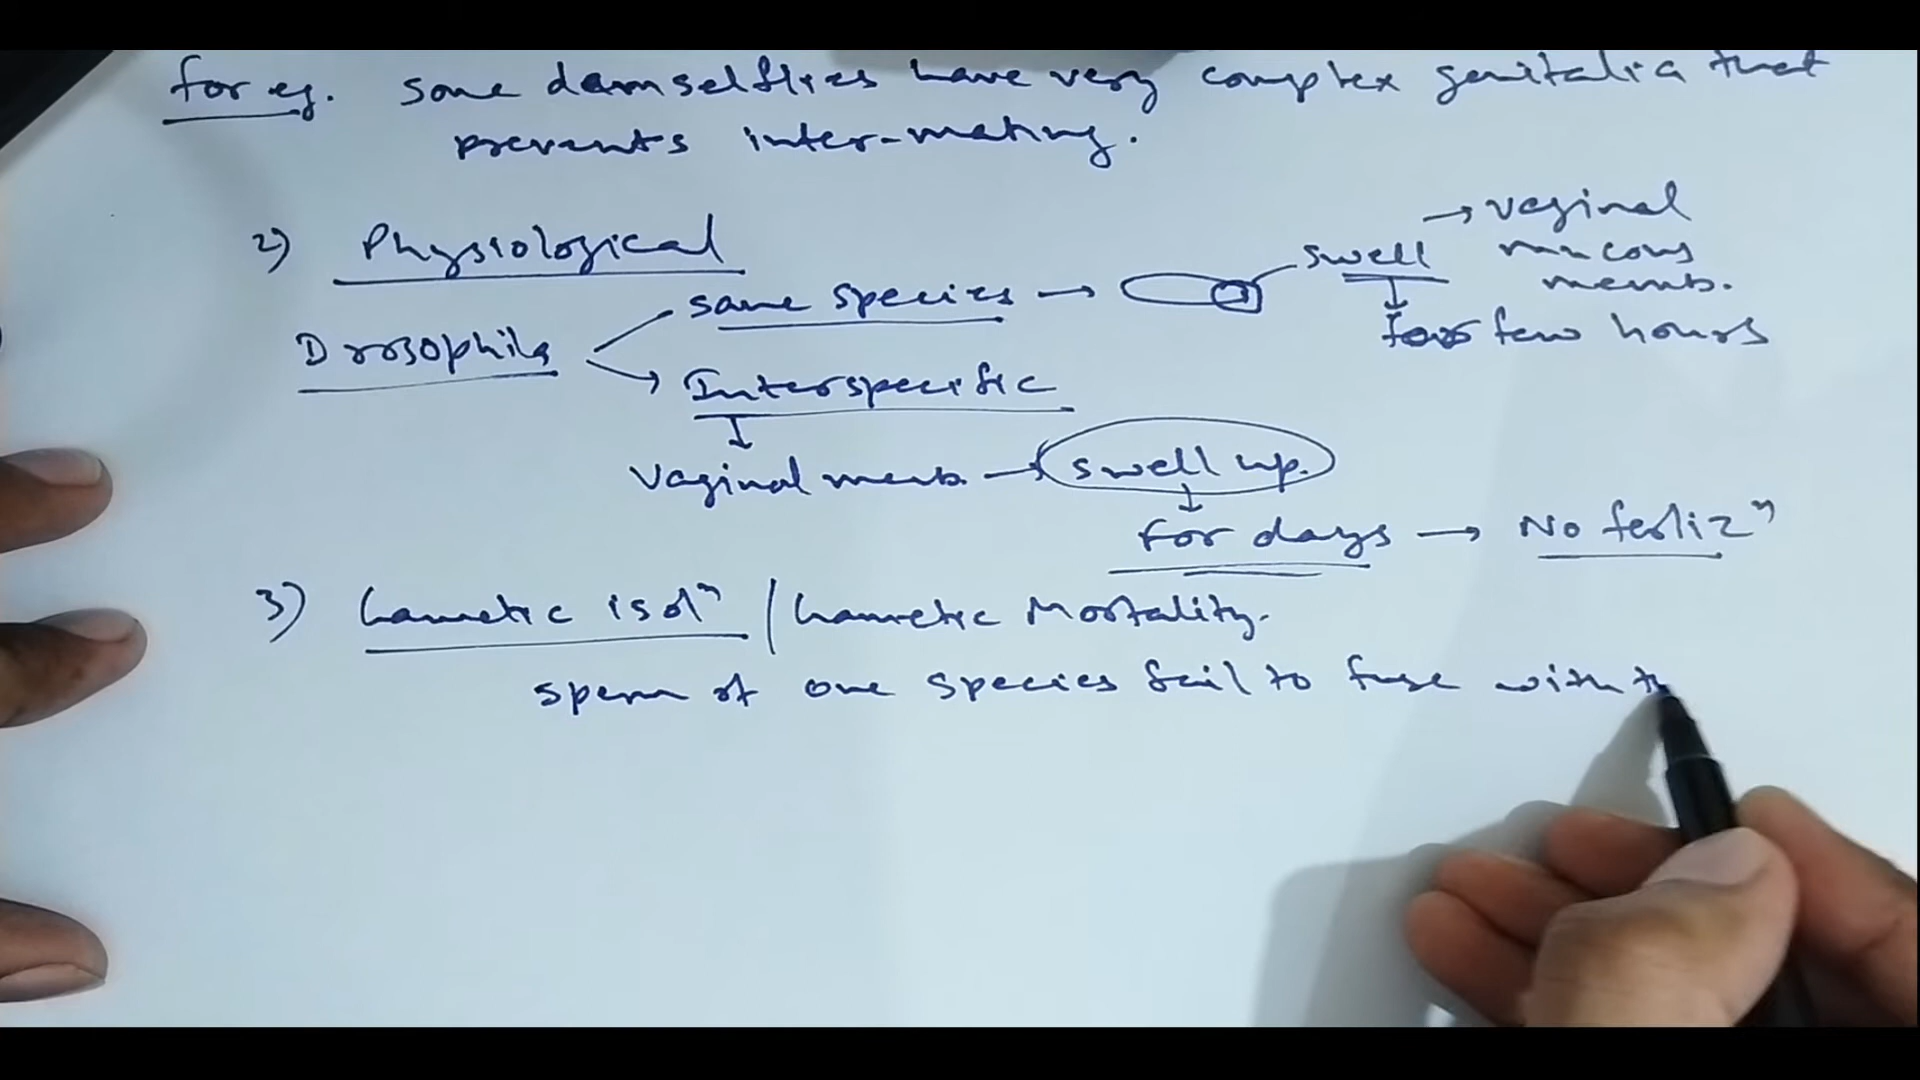 for eg. some damselflies have very complex genitalia that
prevents inter-mating.
2) Physiological
Drosophila
same species → swell → vaginal
mucous
memb.
for few hours
→ Interspecific
Vaginal memb. → swell up.
for days → No ferlizⁿ
3) Gametic isolⁿ / Gametic Mortality.
sperm of one species fail to fuse with